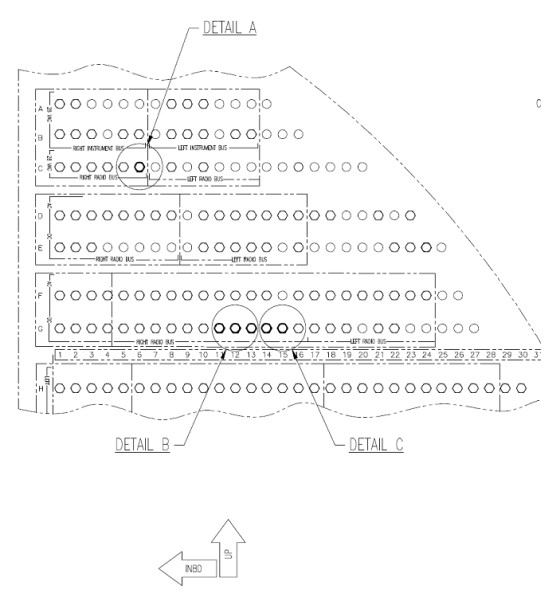 DETAIL A
A
B
RIGHT INSTRUMENT BUS LEFT INSTRUMENT BUS
C
RIGHT RADIO BUS LEFT RADIO BUS
D
E
RIGHT RADIO BUS LEFT RADIO BUS
F
G
RIGHT RADIO BUS LEFT RADIO BUS
1 2 3 4 5 6 7 8 9 10 11 12 13 14 15 16 17 18 19 20 21 22 23 24 25 26 27 28 29 30
H
DETAIL B DETAIL C
UP
INBD